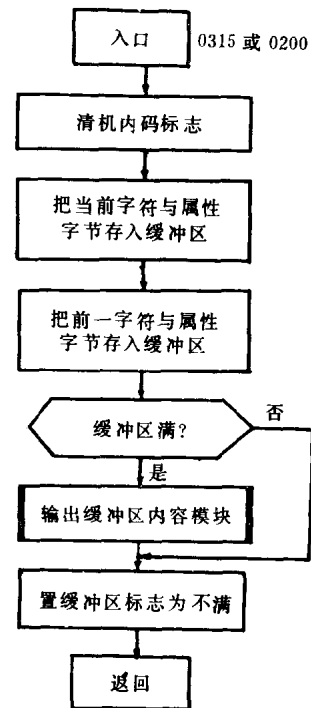 入口
0315 或 0200
清机内码标志
把当前字符与属性
字节存入缓冲区
把前一字符与属性
字节存入缓冲区
缓冲区满?
否
是
输出缓冲区内容模块
置缓冲区标志为不满
返回